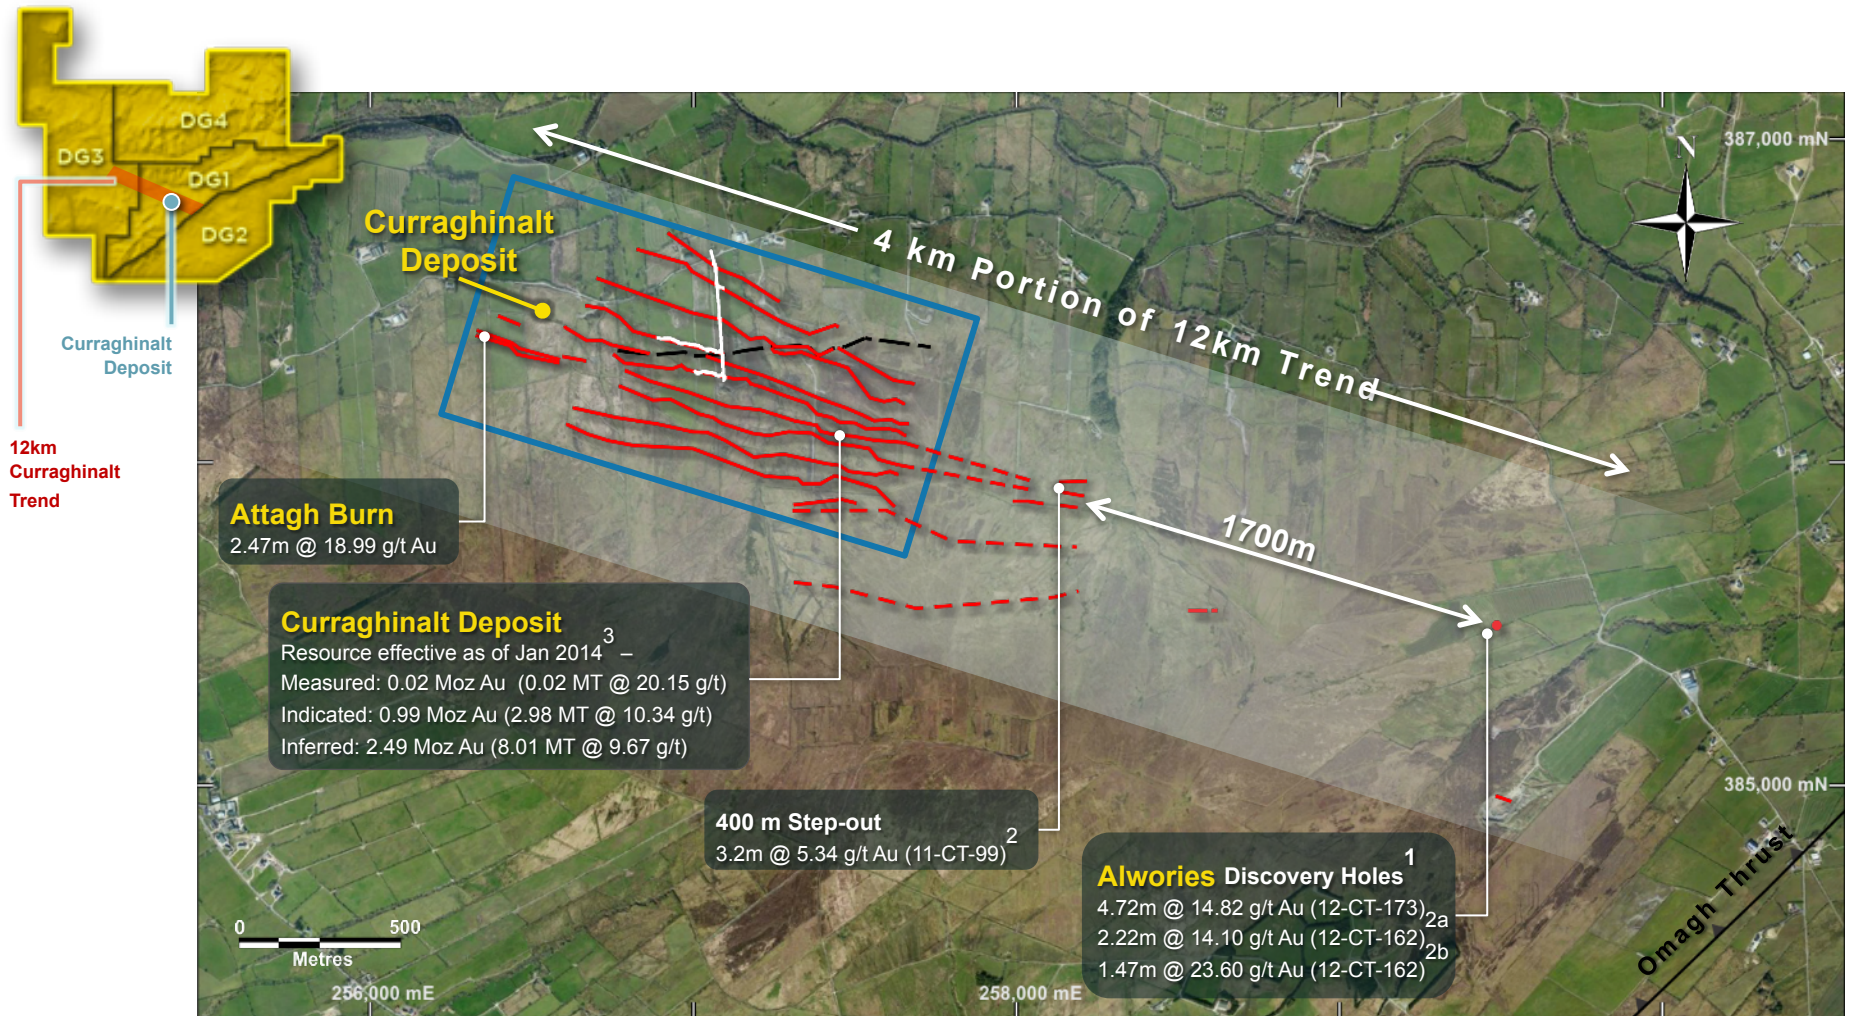 DG4
DG3
DG1
DG2
Curraghinalt
Deposit
12km
Curraghinalt
Trend
Curraghinalt
Deposit
4 km Portion of 12km Trend
N
387,000 mN
1700m
Attagh Burn
2.47m @ 18.99 g/t Au
Curraghinalt Deposit
Resource effective as of Jan 2014 3 –
Measured: 0.02 Moz Au (0.02 MT @ 20.15 g/t)
Indicated: 0.99 Moz Au (2.98 MT @ 10.34 g/t)
Inferred: 2.49 Moz Au (8.01 MT @ 9.67 g/t)
400 m Step-out
3.2m @ 5.34 g/t Au (11-CT-99) 2
Alwories Discovery Holes 1
4.72m @ 14.82 g/t Au (12-CT-173) 2a
2.22m @ 14.10 g/t Au (12-CT-162) 2b
1.47m @ 23.60 g/t Au (12-CT-162)
385,000 mN
Omagh Thrust
0 500
Metres
256,000 mE
258,000 mE